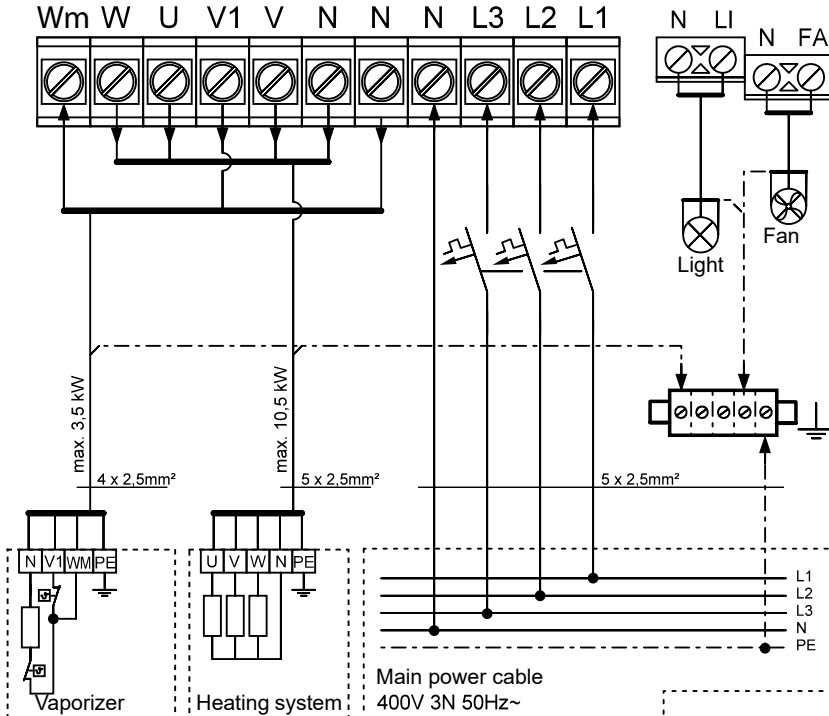 Wm W U V1 V N N N L3 L2 L1
N LI
N FA
Light
Fan
max. 3,5 kW
max. 10,5 kW
4 x 2,5mm²
5 x 2,5mm²
5 x 2,5mm²
N V1 WM PE
U V W N PE
L1
L2
L3
N
PE
Vaporizer
Heating system
Main power cable
400V 3N 50Hz~